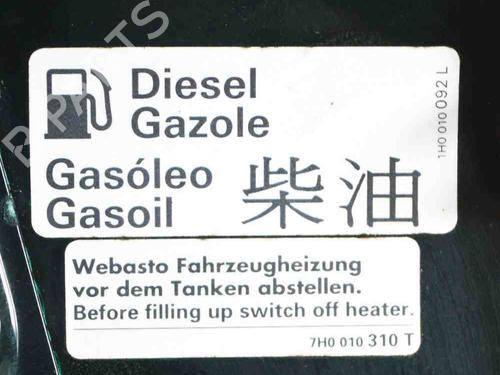 Diesel
Gazole
Gasóleo
Gasoil
柴油
1H0 010 092 L
Webasto Fahrzeugheizung
vor dem Tanken abstellen.
Before filling up switch off heater.
7H0 010 310 T
B PARTS